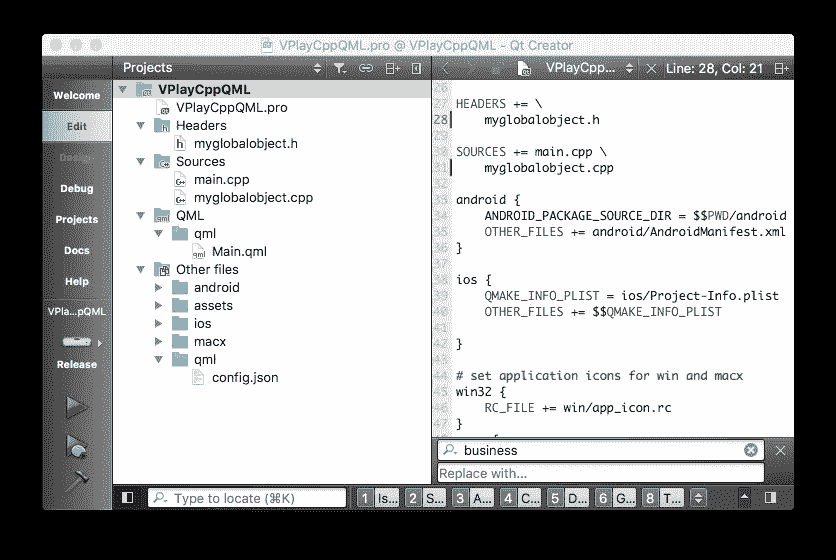 VPlayCppQML.pro @ VPlayCppQML - Qt Creator
Projects
VPlayCpp...
Line: 28, Col: 21
Welcome
Edit
Design
Debug
Projects
Docs
Help
VPla...pQML
Release
VPlayCppQML
VPlayCppQML.pro
Headers
myglobalobject.h
Sources
main.cpp
myglobalobject.cpp
QML
qml
Main.qml
Other files
android
assets
ios
macx
qml
config.json
26
27 HEADERS += \
28 myglobalobject.h
29
30 SOURCES += main.cpp \
31 myglobalobject.cpp
32
33 android {
34 ANDROID_PACKAGE_SOURCE_DIR = $$PWD/android
35 OTHER_FILES += android/AndroidManifest.xml
36 }
37
38 ios {
39 QMAKE_INFO_PLIST = ios/Project-Info.plist
40 OTHER_FILES += $$QMAKE_INFO_PLIST
41
42 }
43
44 # set application icons for win and macx
45 win32 {
46 RC_FILE += win/app_icon.rc
47 }
business
Replace with...
Type to locate (⌘K)
1 Is...
2 S...
3 A...
4 C...
5 D...
6 G...
8 T...